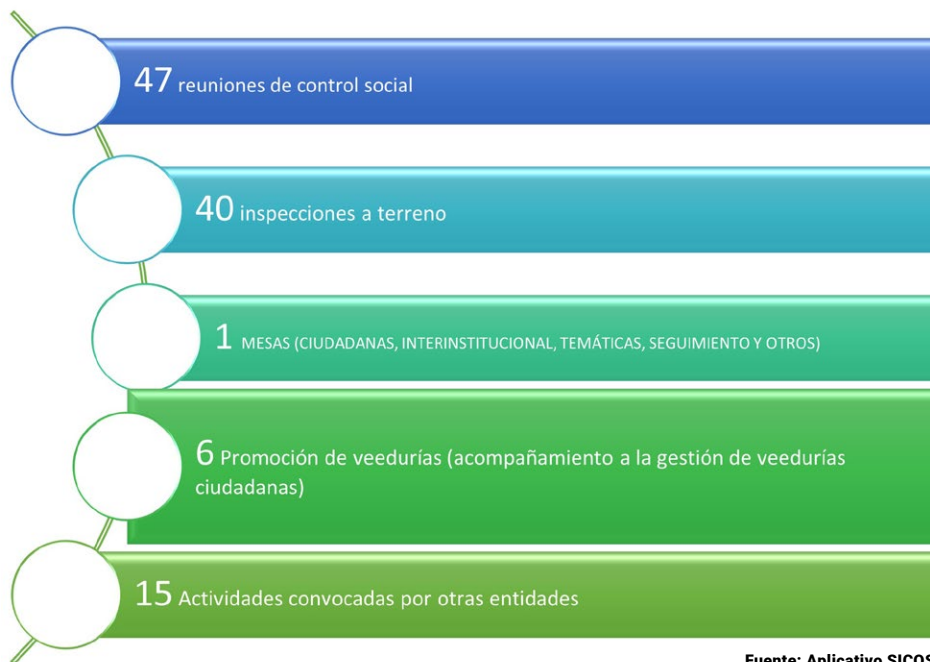 47 reuniones de control social
40 inspecciones a terreno
1 MESAS (CIUDADANAS, INTERINSTITUCIONAL, TEMÁTICAS, SEGUIMIENTO Y OTROS)
6 Promoción de veedurías (acompañamiento a la gestión de veedurías
ciudadanas)
15 Actividades convocadas por otras entidades
Fuente: Aplicativo SICOS